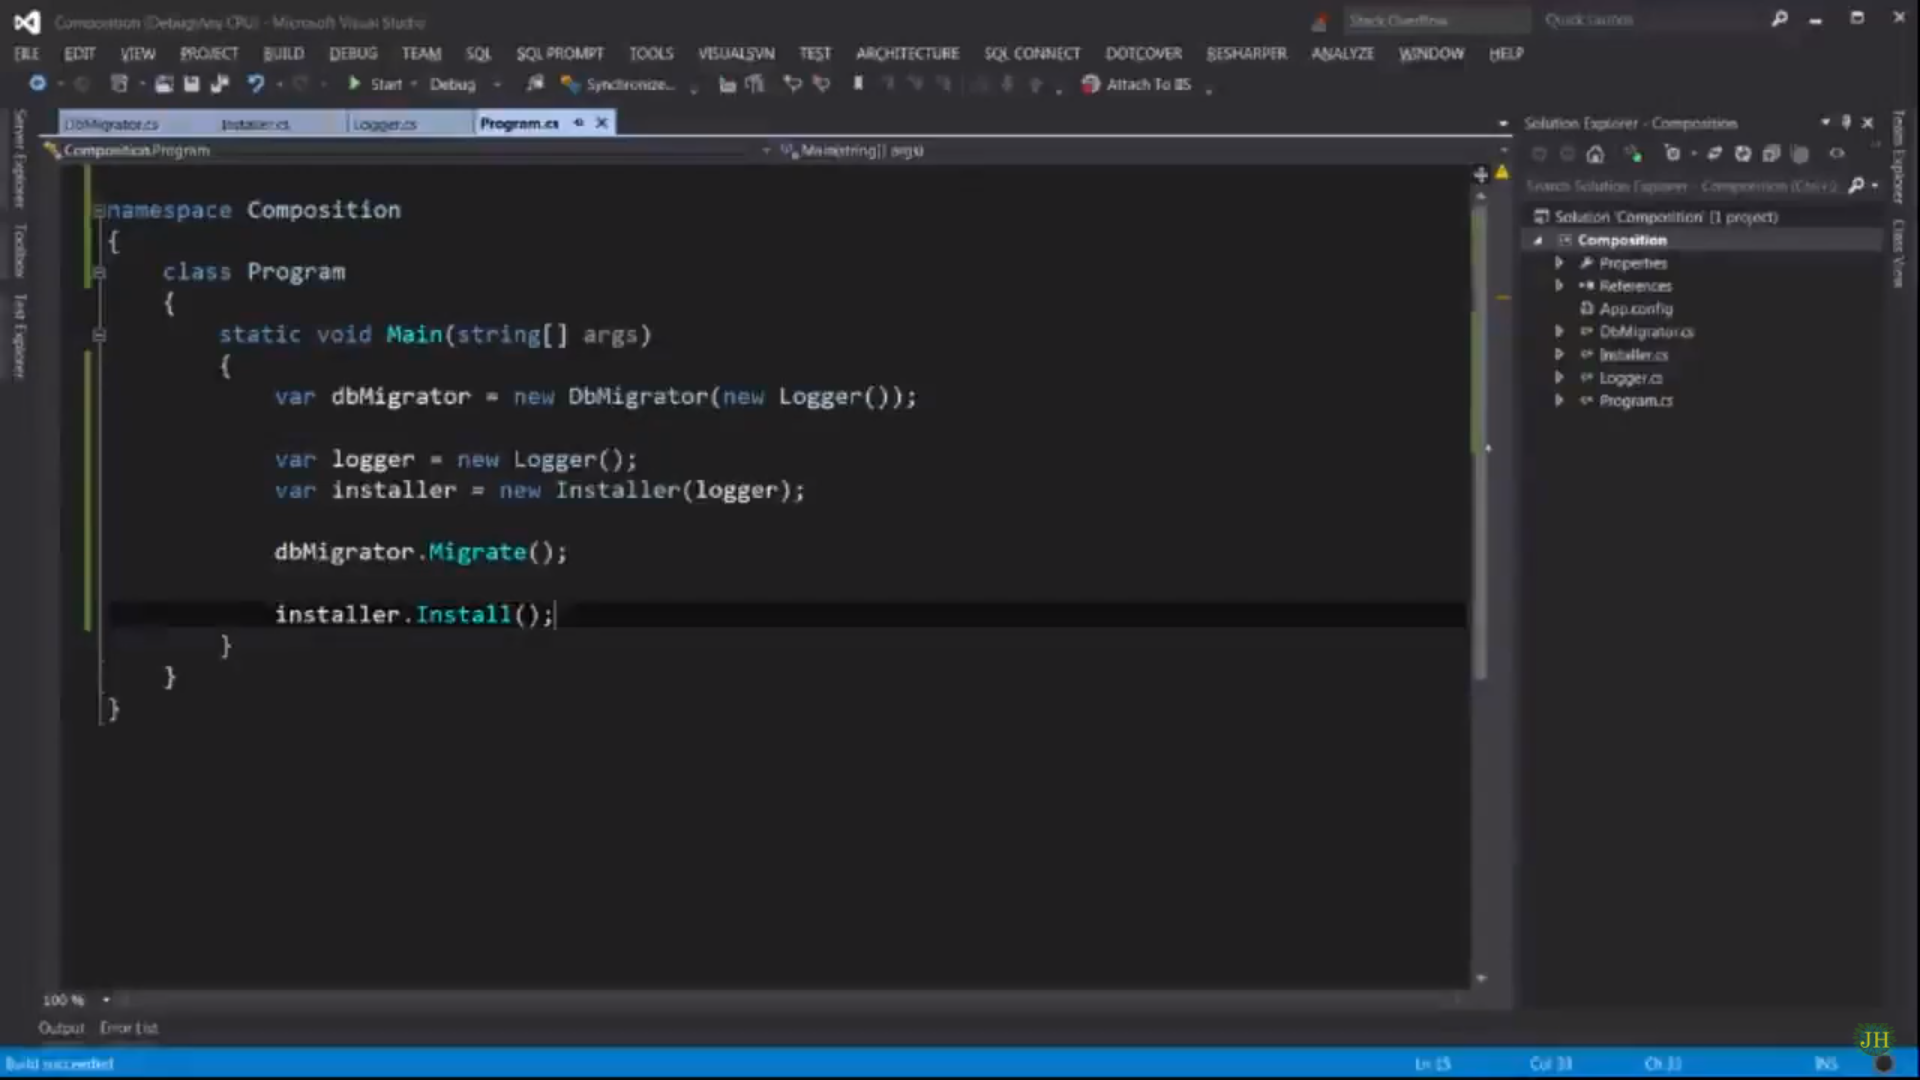 Composition (Debug|Any CPU) - Microsoft Visual Studio
Stack Overflow
Quick Launch
FILE EDIT VIEW PROJECT BUILD DEBUG TEAM SQL SQL PROMPT TOOLS VISUALSVN TEST ARCHITECTURE SQL CONNECT DOTCOVER RESHARPER ANALYZE WINDOW HELP
Start Debug Synchronize... Attach To IIS
Server Explorer
Toolbox
Test Explorer
DbMigrator.cs Installer.cs Logger.cs Program.cs
Composition.Program Main(string[] args)
namespace Composition
{
class Program
{
static void Main(string[] args)
{
var dbMigrator = new DbMigrator(new Logger());
var logger = new Logger();
var installer = new Installer(logger);
dbMigrator.Migrate();
installer.Install();
}
}
}
100 %
Output Error List
Solution Explorer - Composition
Search Solution Explorer - Composition (Ctrl+;)
Solution 'Composition' (1 project)
Composition
Properties
References
App.config
DbMigrator.cs
Installer.cs
Logger.cs
Program.cs
Team Explorer
Class View
JH
Build succeeded
Ln 15 Col 33 Ch 33 INS